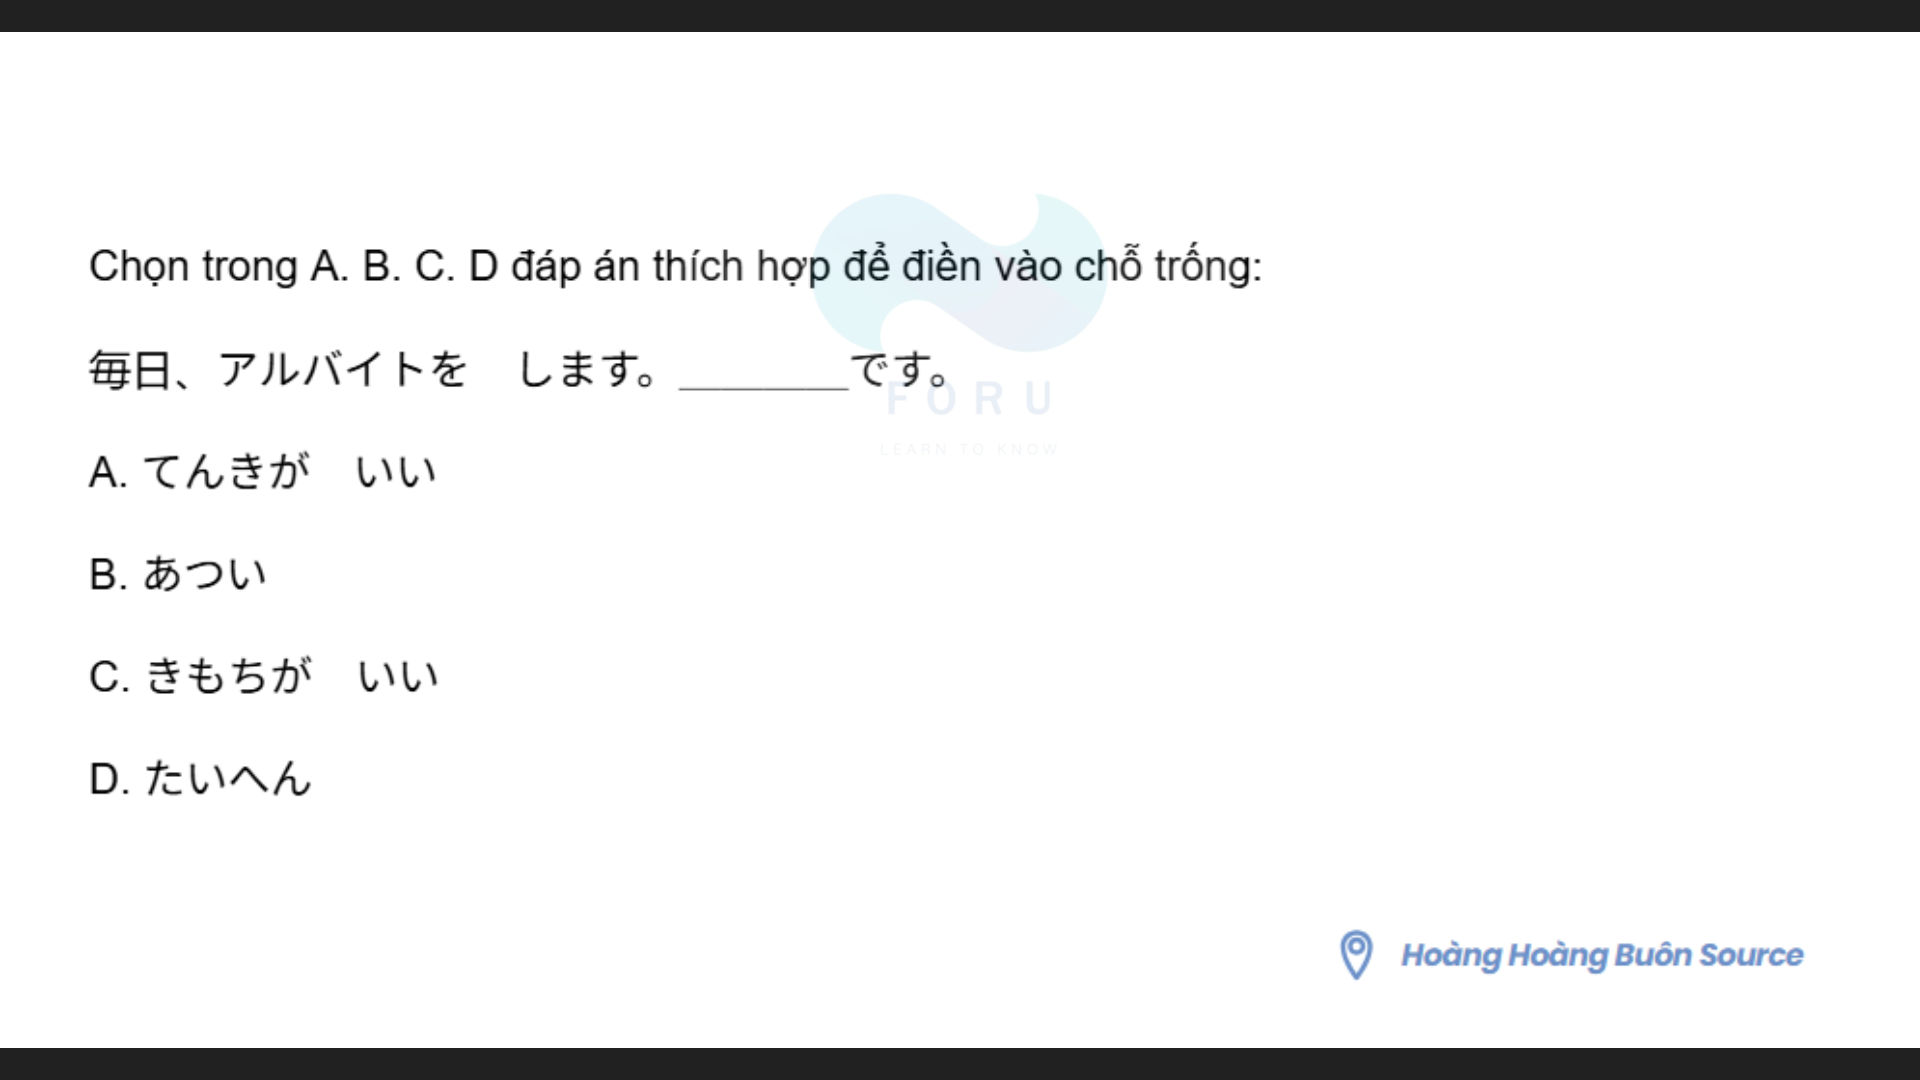 Chọn trong A. B. C. D đáp án thích hợp để điền vào chỗ trống:
毎日、アルバイトを　します。________です。
FORU
LEARN TO KNOW
A. てんきが　いい
B. あつい
C. きもちが　いい
D. たいへん
Hoàng Hoàng Buôn Source